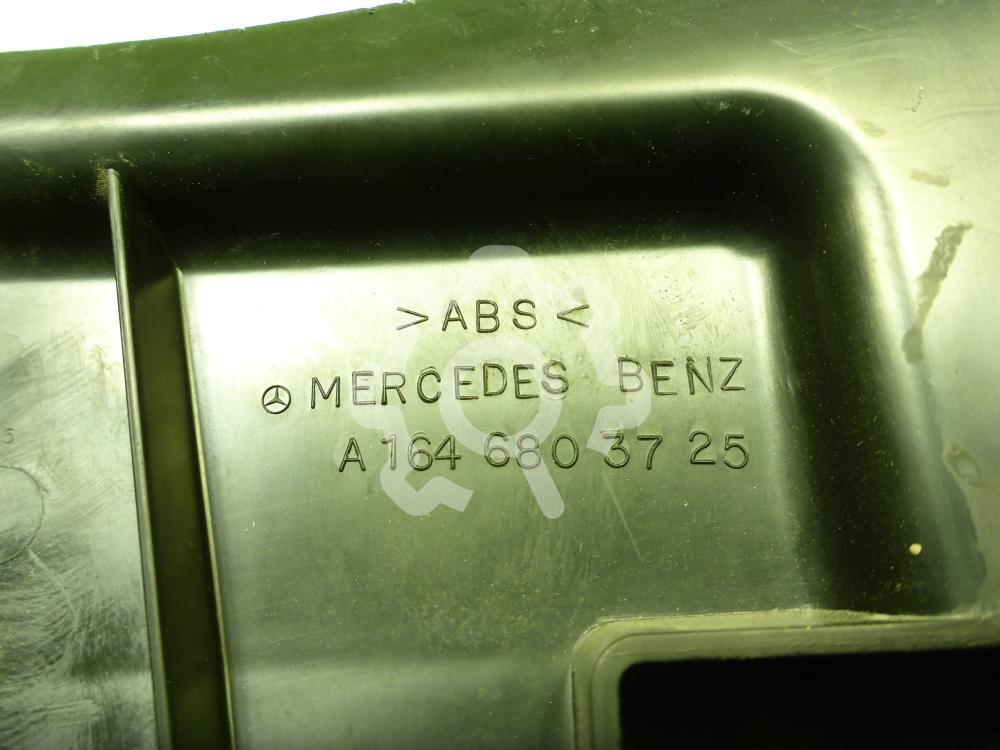 >ABS<
MERCEDES BENZ
A 164 680 37 25